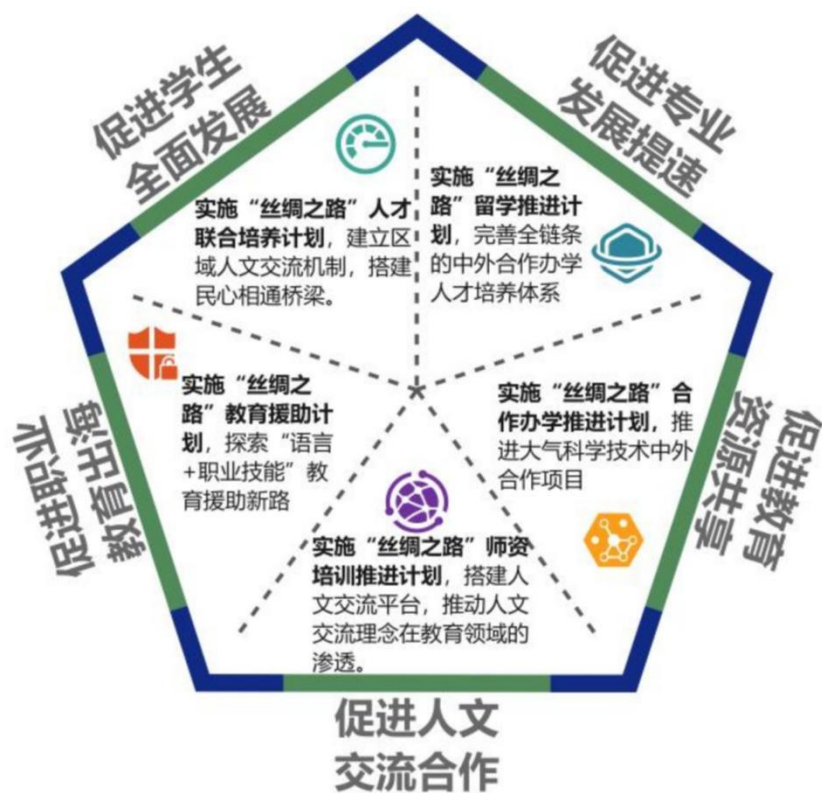 促进学生
全面发展
促进专业
发展提速
实施“丝绸之路”人才
联合培养计划，建立区
域人文交流机制，搭建
民心相通桥梁。
实施“丝绸之
路”留学推进计
划，完善全链条
的中外合作办学
人才培养体系
促进职业
教育出海
实施“丝绸之
路”教育援助计
划，探索“语言
+职业技能”教
育援助新路
实施“丝绸之路”合
作办学推进计划，推
进大气科学技术中外
合作项目
促进教育
资源共享
实施“丝绸之路”师资
培训推进计划，搭建人
文交流平台，推动人文
交流理念在教育领域的
渗透。
促进人文
交流合作